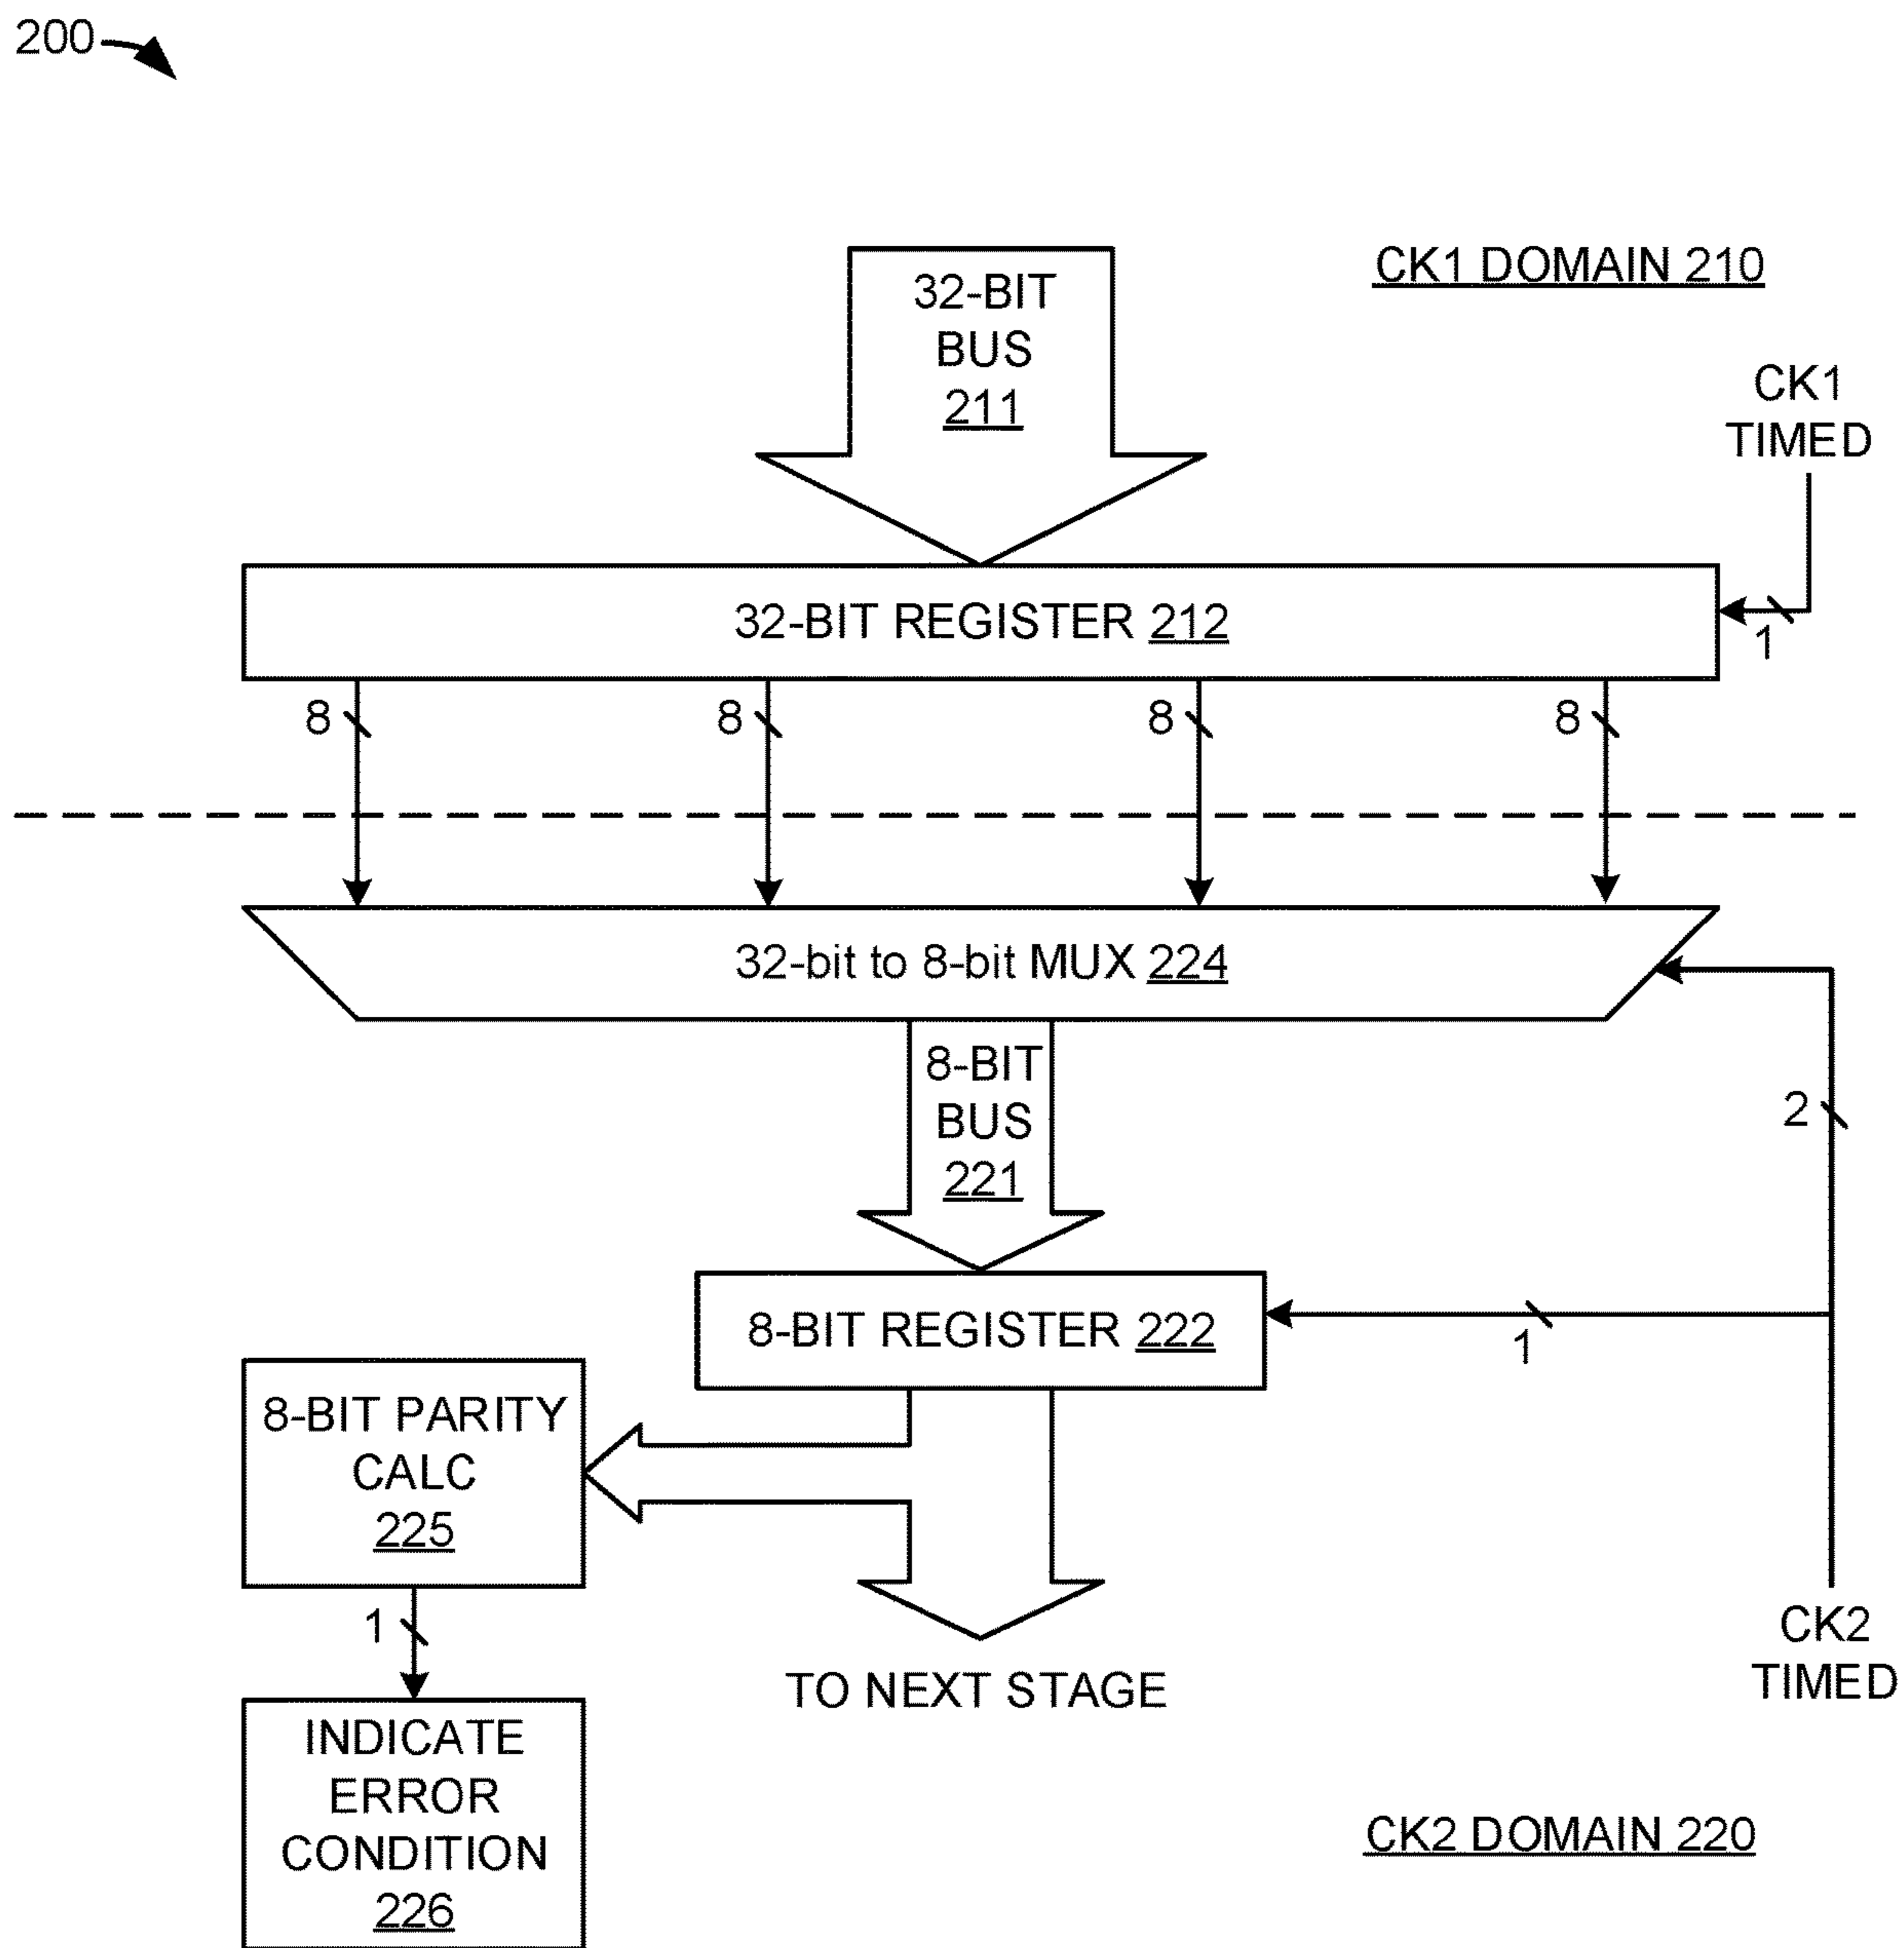 200
32-BIT
BUS
211
CK1 DOMAIN 210
CK1
TIMED
32-BIT REGISTER 212
1
8
8
8
8
32-bit to 8-bit MUX 224
8-BIT
BUS
221
2
8-BIT REGISTER 222
1
8-BIT PARITY
CALC
225
1
TO NEXT STAGE
CK2
TIMED
INDICATE
ERROR
CONDITION
226
CK2 DOMAIN 220